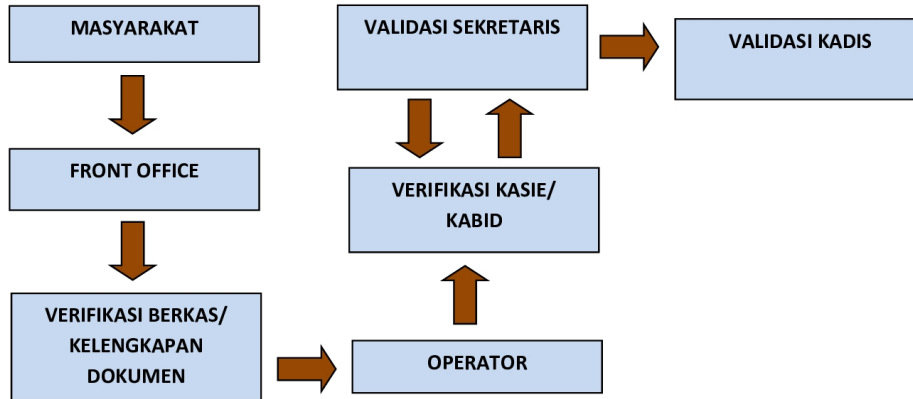 MASYARAKAT
FRONT OFFICE
VERIFIKASI BERKAS/
KELENGKAPAN
DOKUMEN
OPERATOR
VERIFIKASI KASIE/
KABID
VALIDASI SEKRETARIS
VALIDASI KADIS